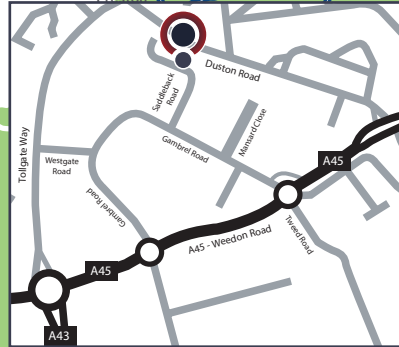 Duston Road
Saddleback
Road
Tollgate Way
Mansard Close
Gambrel Road
A45
Westgate
Road
Gambrel Road
A45 - Weedon Road
Tweed Road
A45
A43